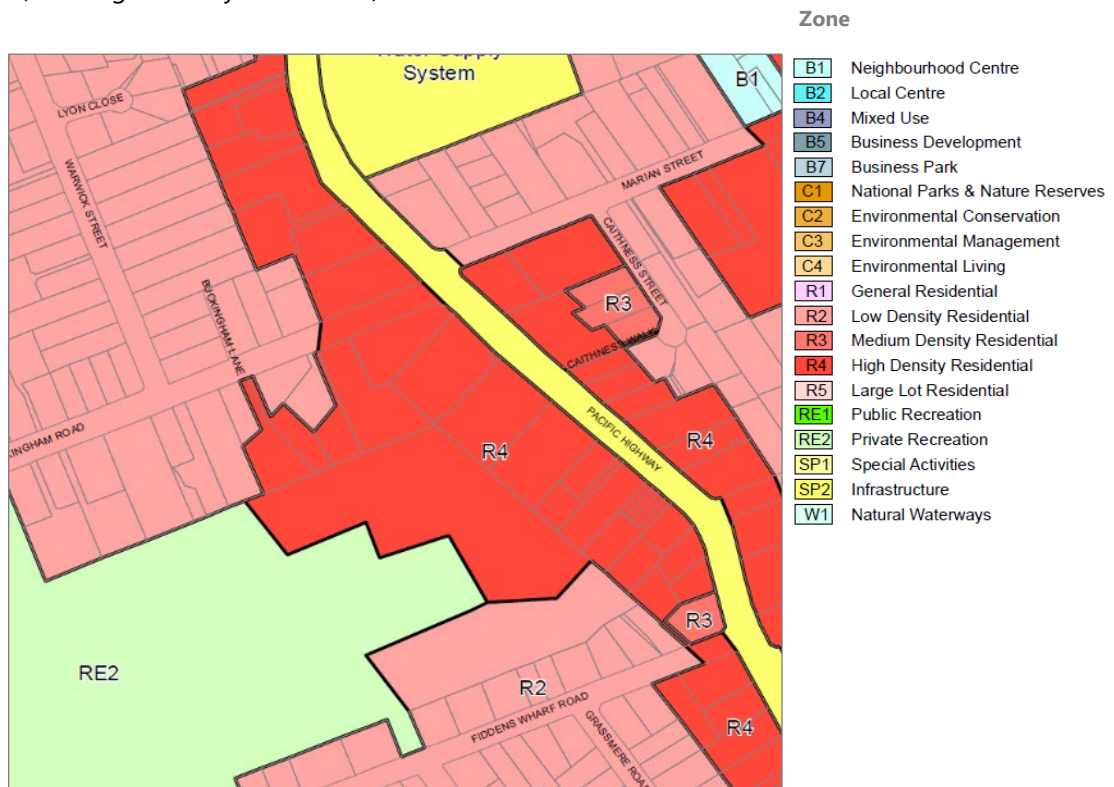 Zone
System
B1
LYON CLOSE
WARWICK STREET
MARIAN STREET
CAITHNESS STREET
R3
BUCKINGHAM LANE
CAITHNESS WALK
KINGHAM ROAD
PACIFIC HIGHWAY
R4
R4
R3
RE2
R2
FIDDENS WHARF ROAD
GRASSMERE ROAD
R4
B1 Neighbourhood Centre
B2 Local Centre
B4 Mixed Use
B5 Business Development
B7 Business Park
C1 National Parks & Nature Reserves
C2 Environmental Conservation
C3 Environmental Management
C4 Environmental Living
R1 General Residential
R2 Low Density Residential
R3 Medium Density Residential
R4 High Density Residential
R5 Large Lot Residential
RE1 Public Recreation
RE2 Private Recreation
SP1 Special Activities
SP2 Infrastructure
W1 Natural Waterways